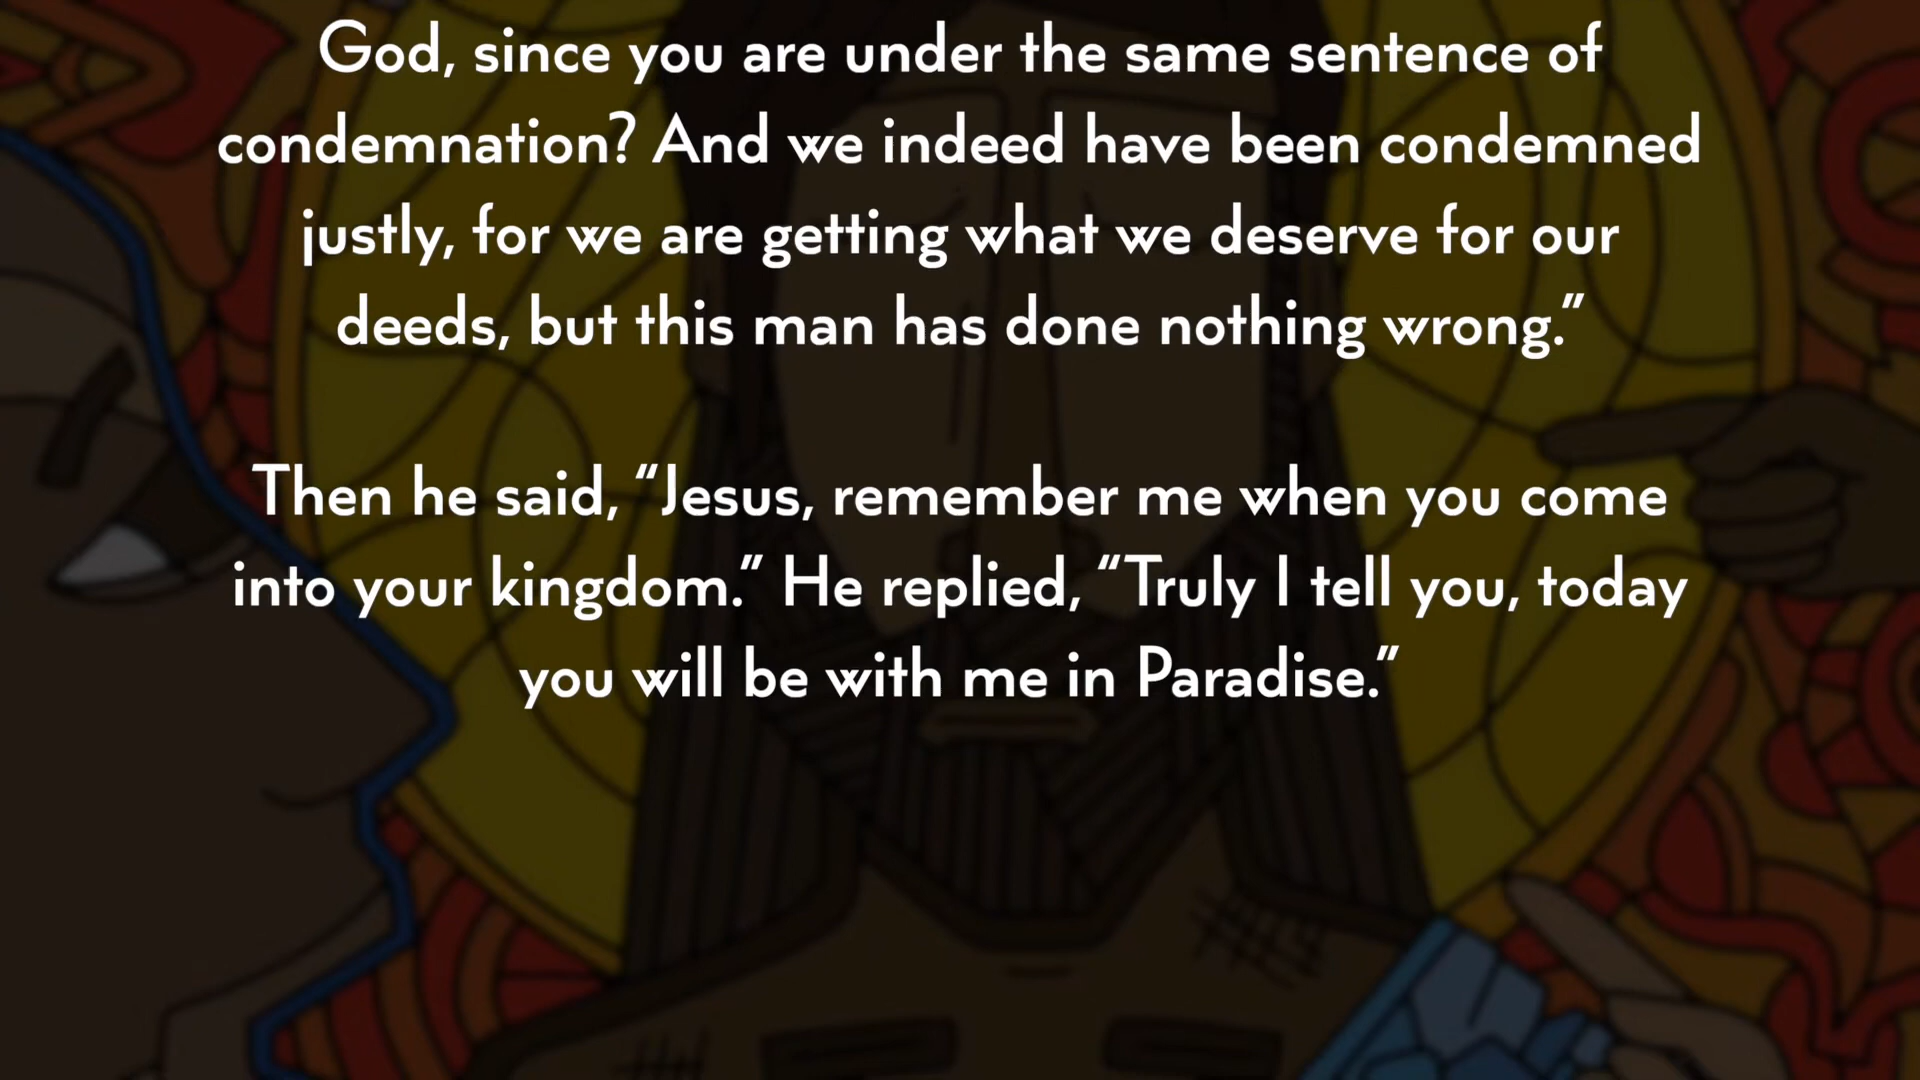 God, since you are under the same sentence of
condemnation? And we indeed have been condemned
justly, for we are getting what we deserve for our
deeds, but this man has done nothing wrong.”
Then he said, “Jesus, remember me when you come
into your kingdom.” He replied, “Truly I tell you, today
you will be with me in Paradise.”